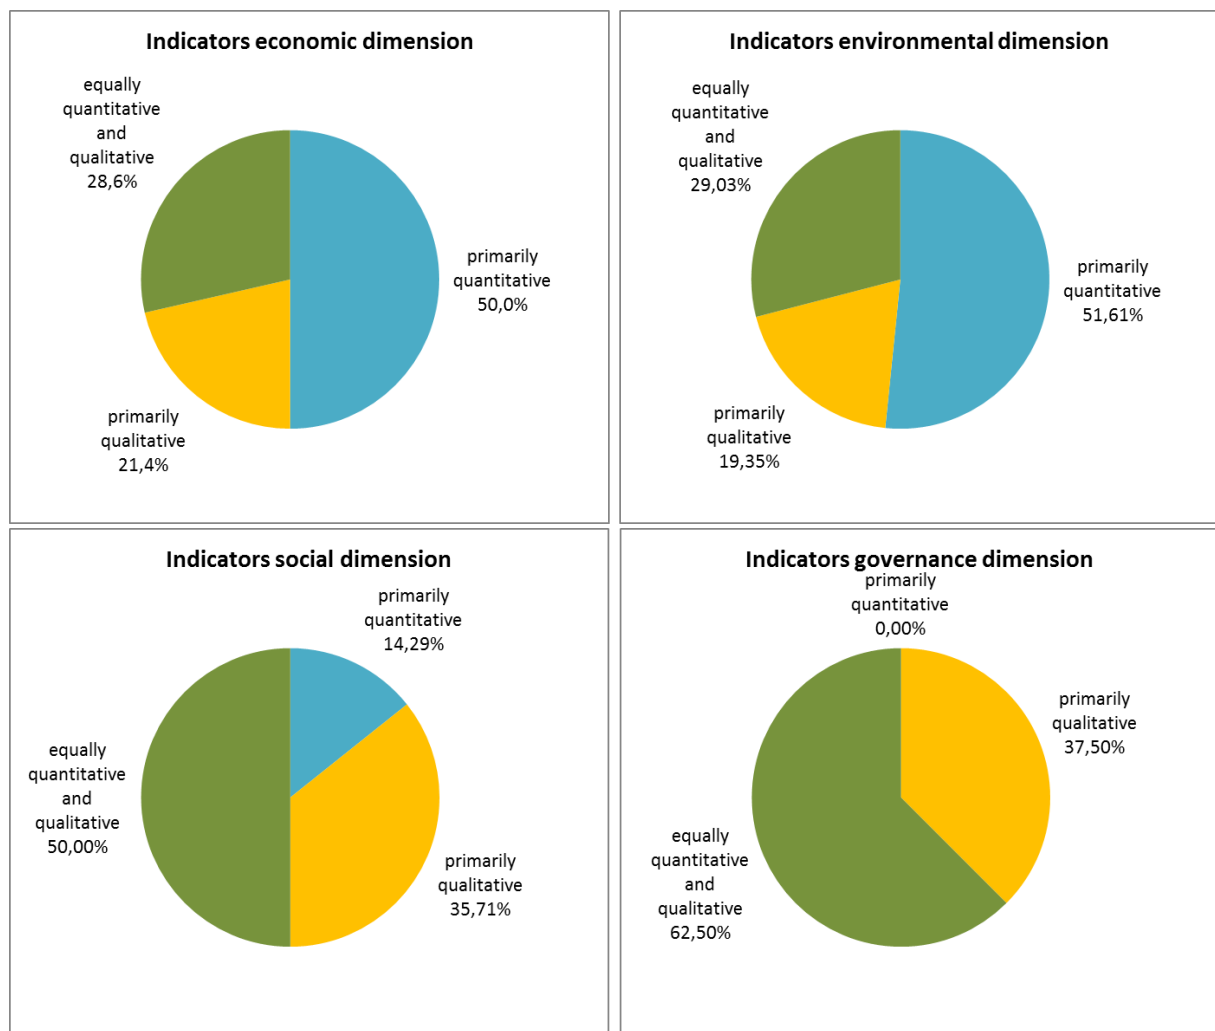 Indicators economic dimension
equally
quantitative
and
qualitative
28,6%
primarily
quantitative
50,0%
primarily
qualitative
21,4%
Indicators environmental dimension
equally
quantitative
and
qualitative
29,03%
primarily
quantitative
51,61%
primarily
qualitative
19,35%
Indicators social dimension
primarily
quantitative
14,29%
equally
quantitative
and
qualitative
50,00%
primarily
qualitative
35,71%
Indicators governance dimension
primarily
quantitative
0,00%
primarily
qualitative
37,50%
equally
quantitative
and
qualitative
62,50%